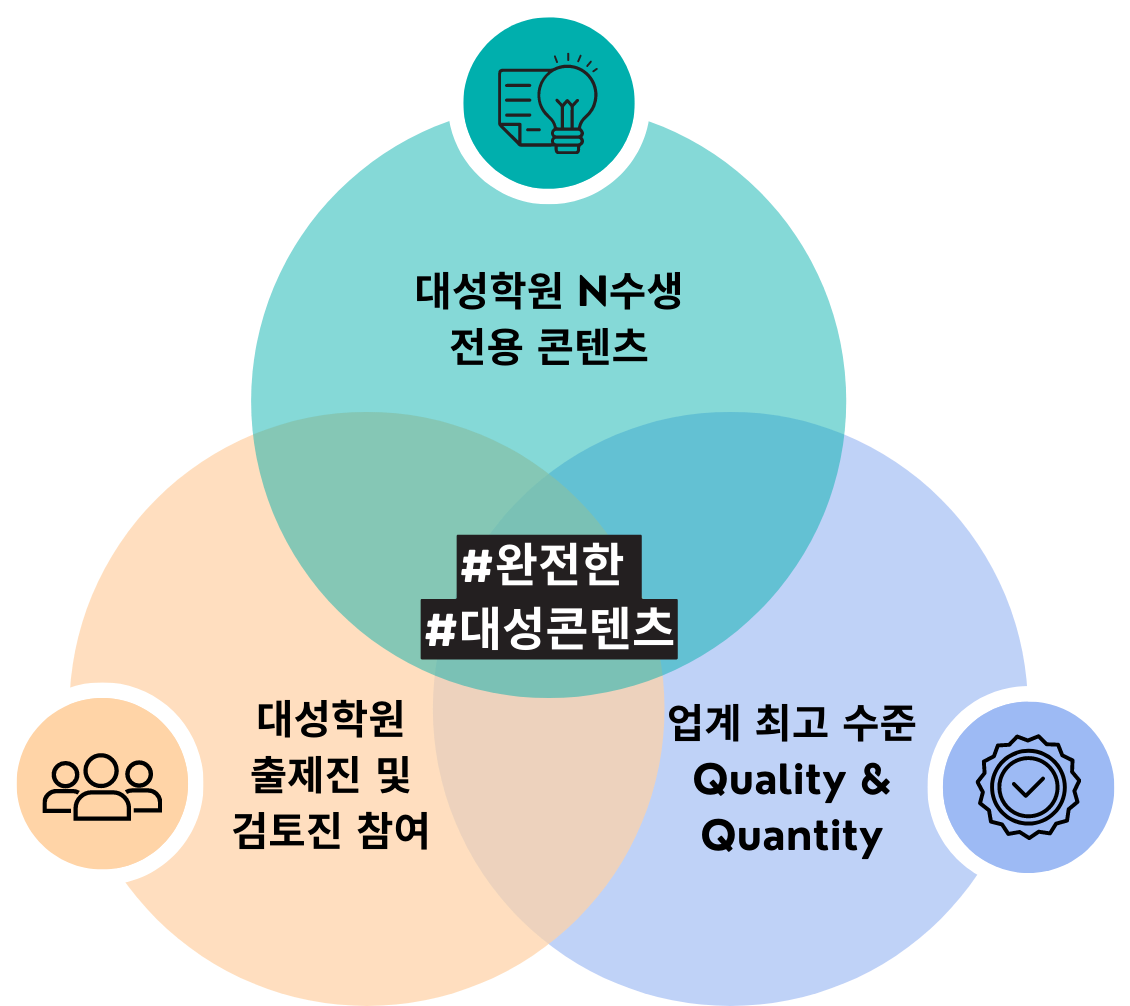 대성학원 N수생
전용 콘텐츠
#완전한
#대성콘텐츠
대성학원
출제진 및
검토진 참여
업계 최고 수준
Quality &
Quantity